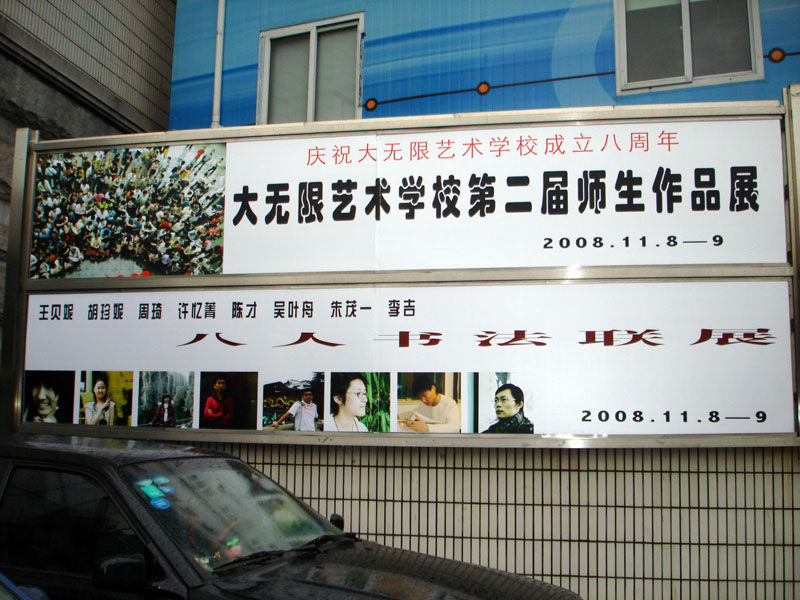 庆祝大无限艺术学校成立八周年
大无限艺术学校第二届师生作品展
2008.11.8—9
王贝妮 胡珍妮 周琦 许忆菁 陈才 吴叶舟 朱茂一 李吉
八人书法联展
2008.11.8—9